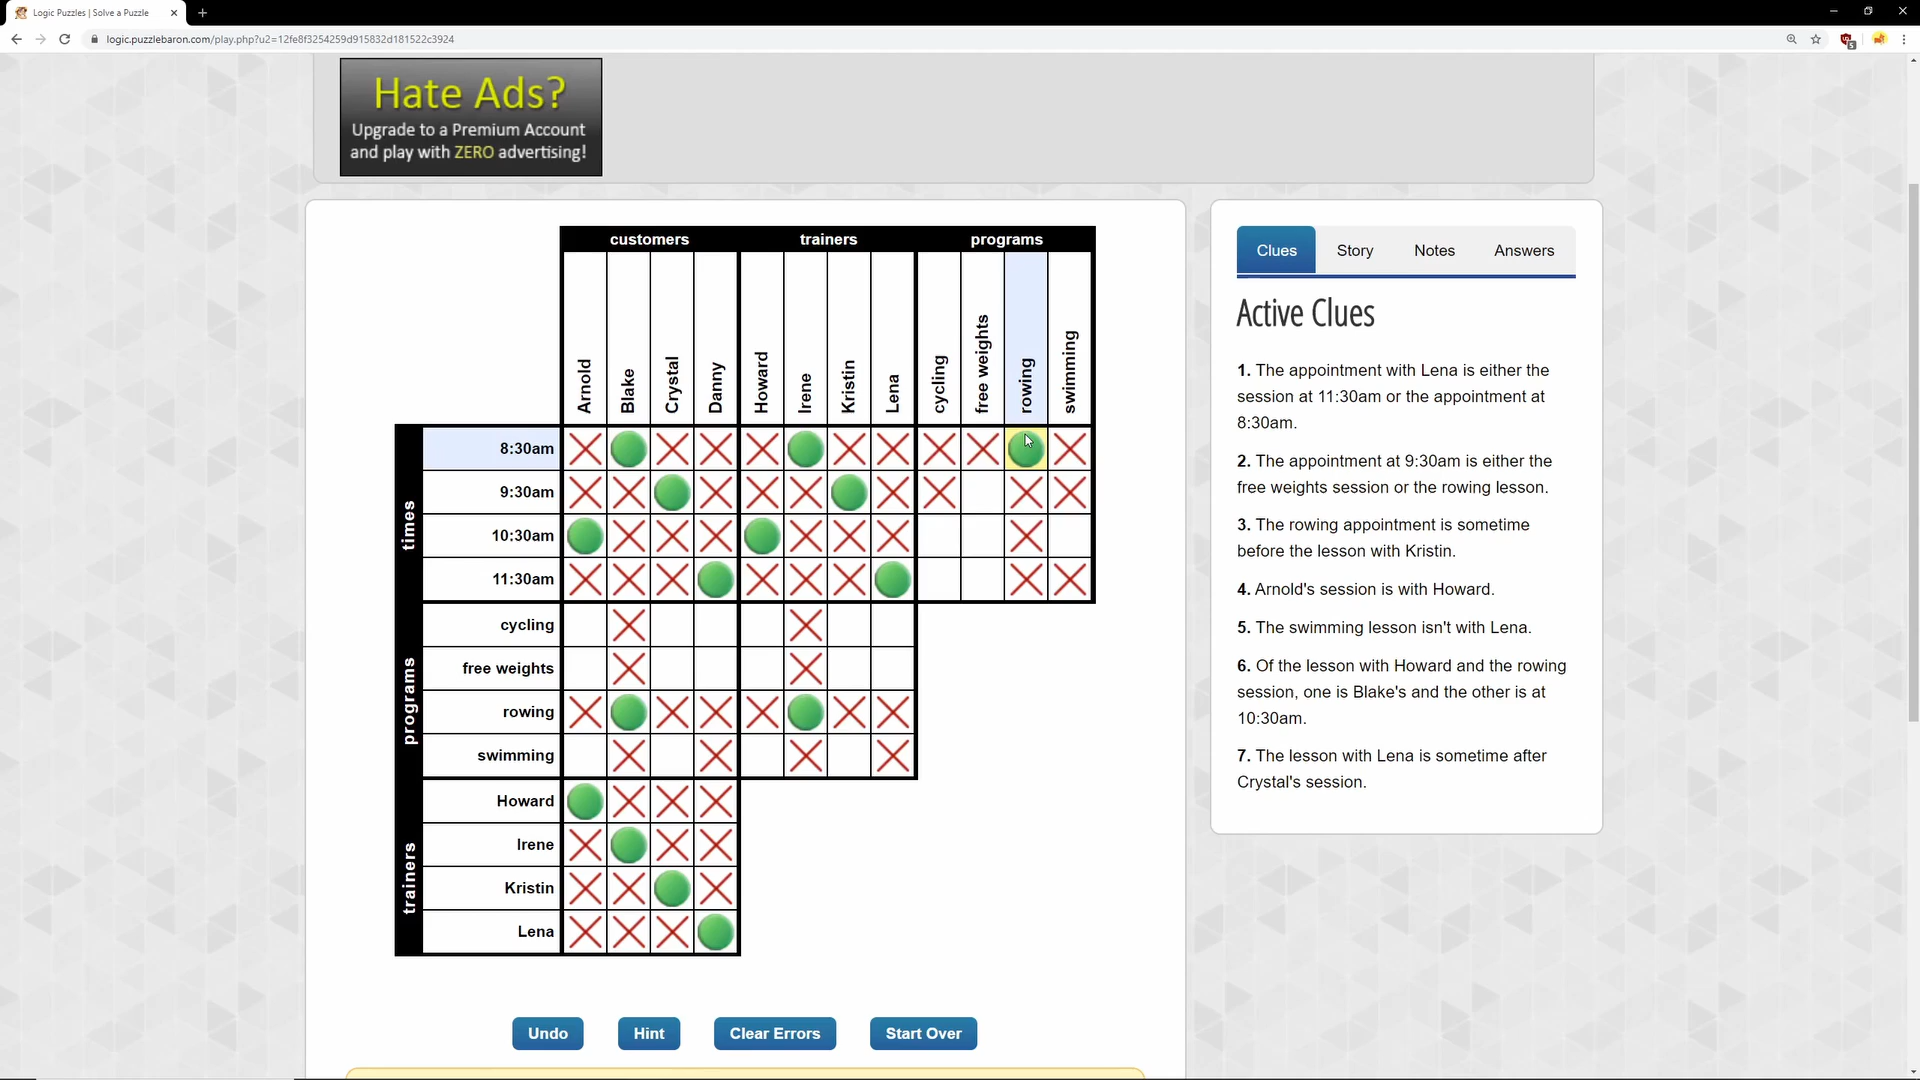 Logic Puzzles | Solve a Puzzle
logic.puzzlebaron.com/play.php?u2=12fe8f3254259d915832d181522c3924
5
Hate Ads?
Upgrade to a Premium Account
and play with ZERO advertising!
customers
trainers
programs
Arnold
Blake
Crystal
Danny
Howard
Irene
Kristin
Lena
cycling
free weights
rowing
swimming
times
8:30am
9:30am
10:30am
11:30am
programs
cycling
free weights
rowing
swimming
trainers
Howard
Irene
Kristin
Lena
Undo
Hint
Clear Errors
Start Over
Clues
Story
Notes
Answers
Active Clues
1. The appointment with Lena is either the
session at 11:30am or the appointment at
8:30am.
2. The appointment at 9:30am is either the
free weights session or the rowing lesson.
3. The rowing appointment is sometime
before the lesson with Kristin.
4. Arnold's session is with Howard.
5. The swimming lesson isn't with Lena.
6. Of the lesson with Howard and the rowing
session, one is Blake's and the other is at
10:30am.
7. The lesson with Lena is sometime after
Crystal's session.